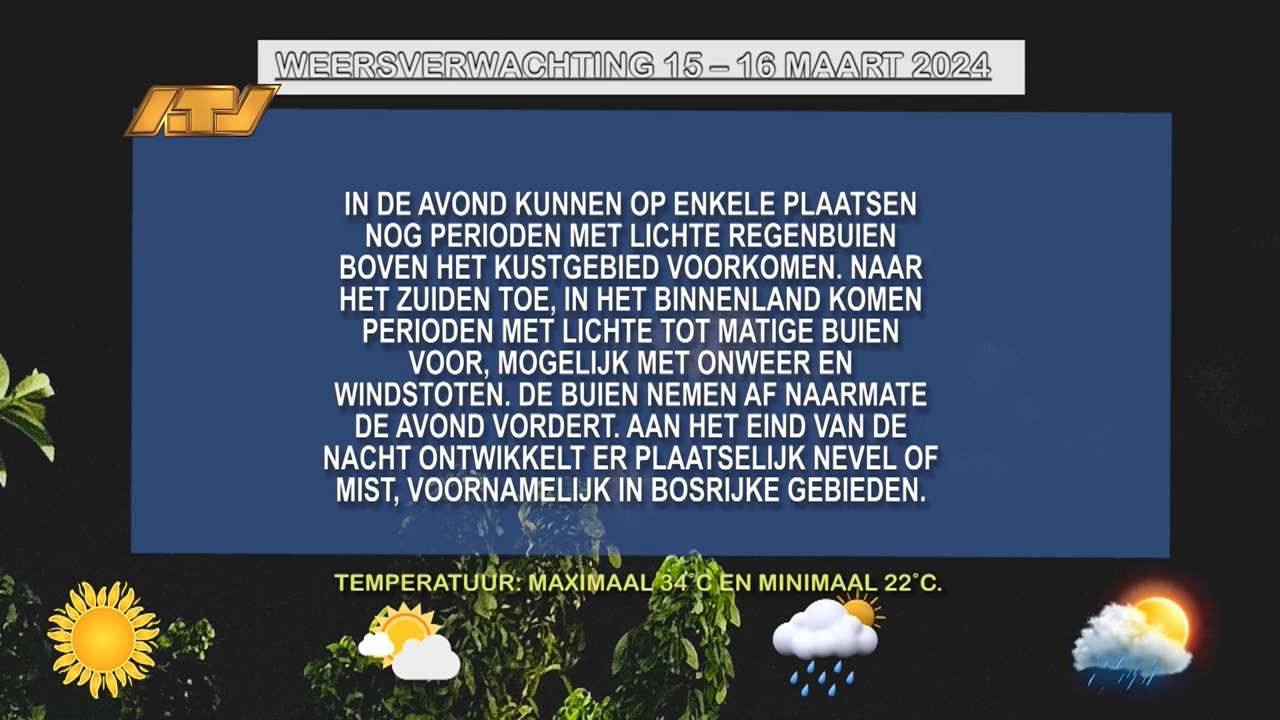 WEERSVERWACHTING 15 – 16 MAART 2024
ATV
IN DE AVOND KUNNEN OP ENKELE PLAATSEN
NOG PERIODEN MET LICHTE REGENBUIEN
BOVEN HET KUSTGEBIED VOORKOMEN. NAAR
HET ZUIDEN TOE, IN HET BINNENLAND KOMEN
PERIODEN MET LICHTE TOT MATIGE BUIEN
VOOR, MOGELIJK MET ONWEER EN
WINDSTOTEN. DE BUIEN NEMEN AF NAARMATE
DE AVOND VORDERT. AAN HET EIND VAN DE
NACHT ONTWIKKELT ER PLAATSELIJK NEVEL OF
MIST, VOORNAMELIJK IN BOSRIJKE GEBIEDEN.
TEMPERATUUR: MAXIMAAL 34°C EN MINIMAAL 22°C.